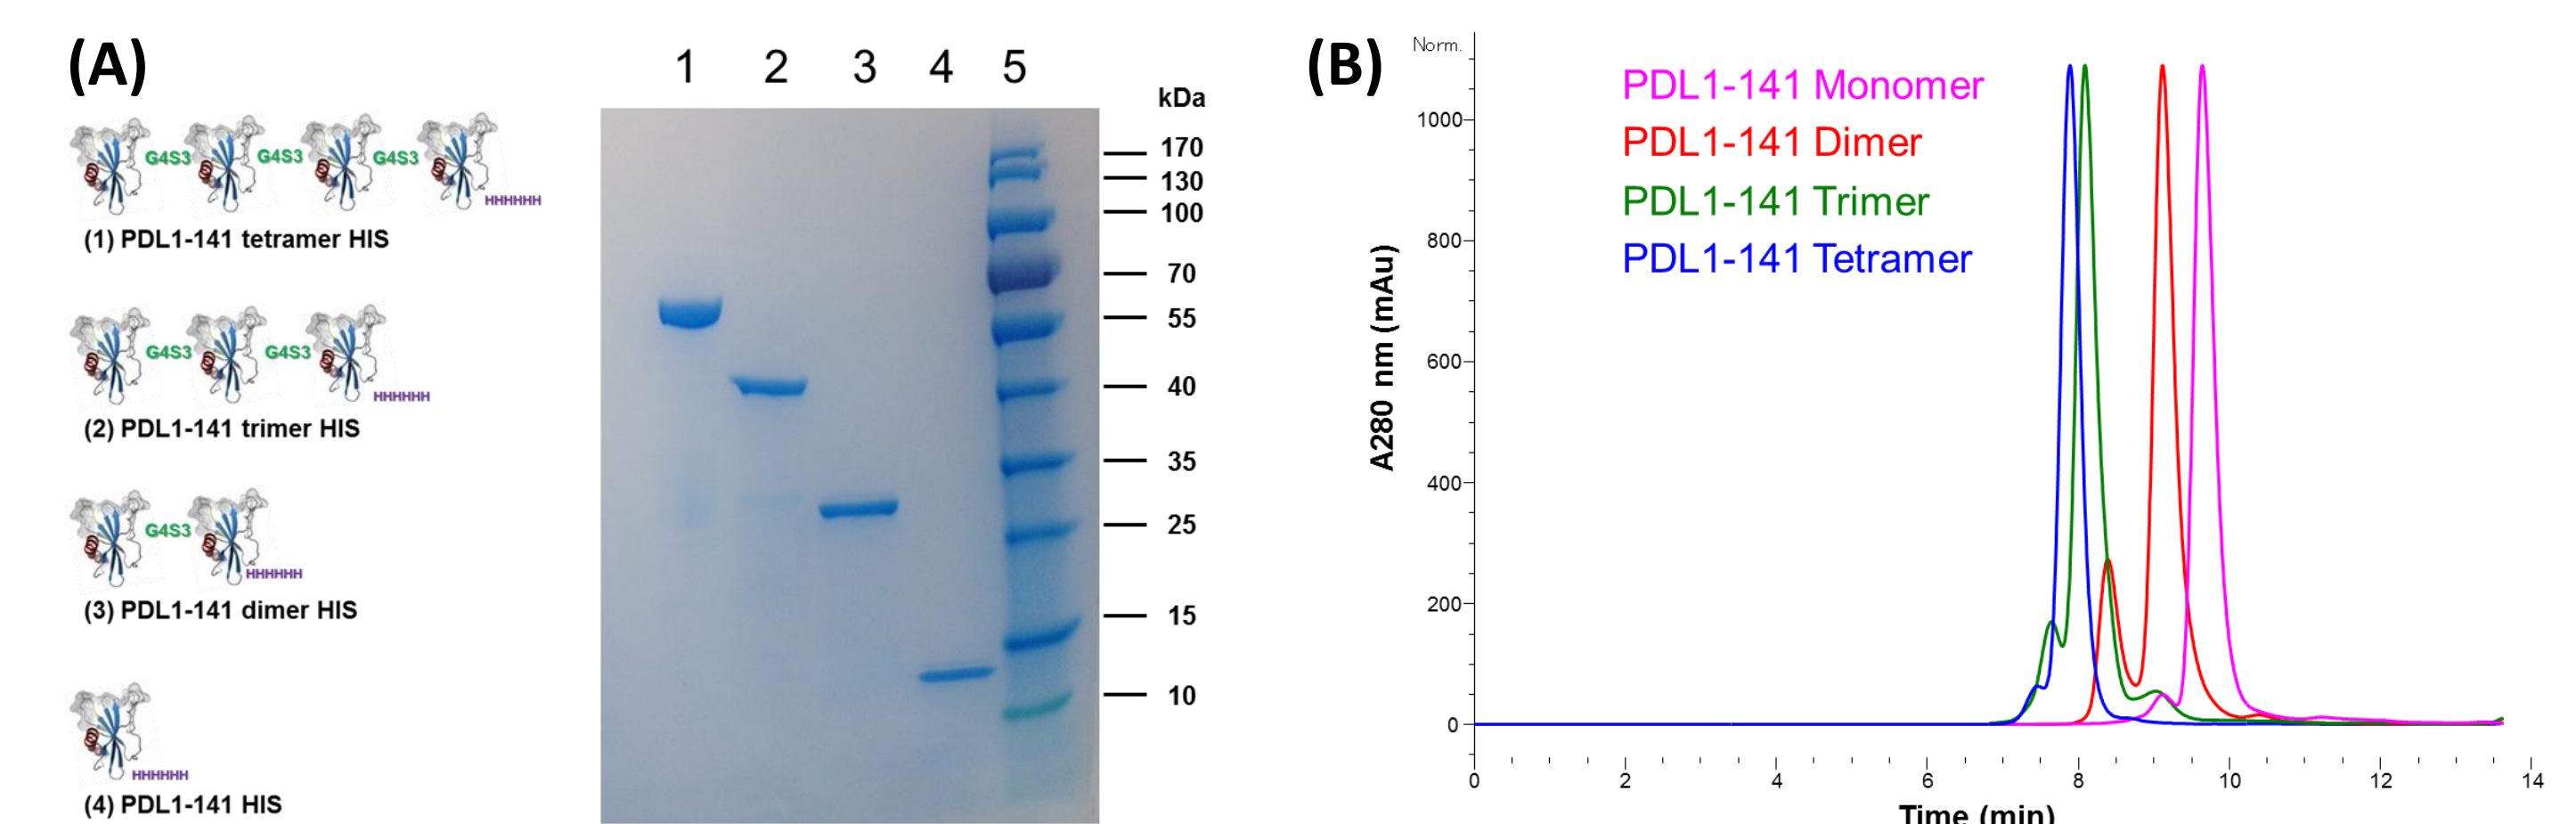 (A)
1 2 3 4 5
kDa
G4S3 G4S3 G4S3
HHHHHH
(1) PDL1-141 tetramer HIS
G4S3 G4S3
HHHHHH
(2) PDL1-141 trimer HIS
G4S3
HHHHHH
(3) PDL1-141 dimer HIS
HHHHHH
(4) PDL1-141 HIS
170
130
100
70
55
40
35
25
15
10
(B)
Norm.
PDL1-141 Monomer
PDL1-141 Dimer
PDL1-141 Trimer
PDL1-141 Tetramer
A280 nm (mAu)
1000
800
600
400
200
0
0 2 4 6 8 10 12 14
Time (min)